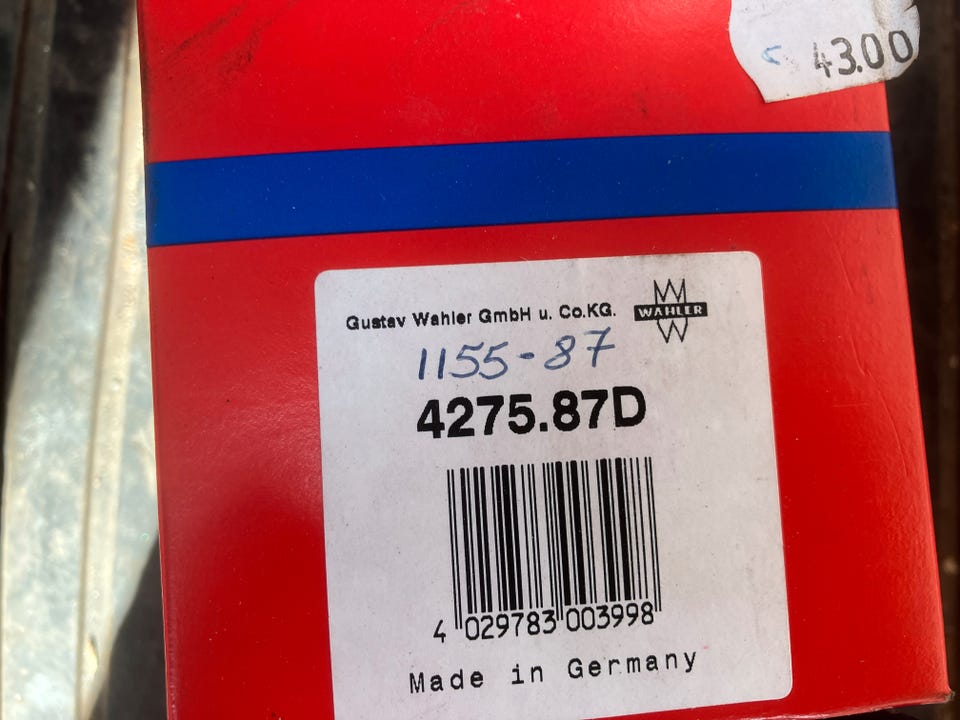 43.00
Gustav Wahler GmbH u. Co.KG.
WAHLER
1155-87
4275.87D
4 029783 003998
Made in Germany